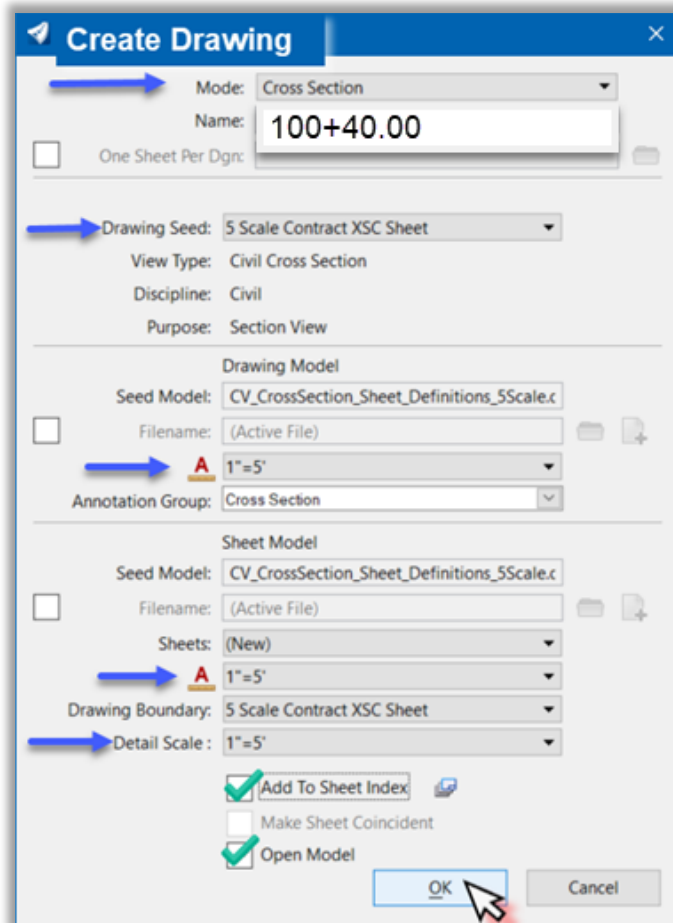 Create Drawing
Mode: Cross Section
Name: 100+40.00
One Sheet Per Dgn:
Drawing Seed: 5 Scale Contract XSC Sheet
View Type: Civil Cross Section
Discipline: Civil
Purpose: Section View
Drawing Model
Seed Model: CV_CrossSection_Sheet_Definitions_5Scale.c
Filename: (Active File)
A 1"=5'
Annotation Group: Cross Section
Sheet Model
Seed Model: CV_CrossSection_Sheet_Definitions_5Scale.c
Filename: (Active File)
Sheets: (New)
A 1"=5'
Drawing Boundary: 5 Scale Contract XSC Sheet
Detail Scale : 1"=5'
Add To Sheet Index
Make Sheet Coincident
Open Model
OK Cancel